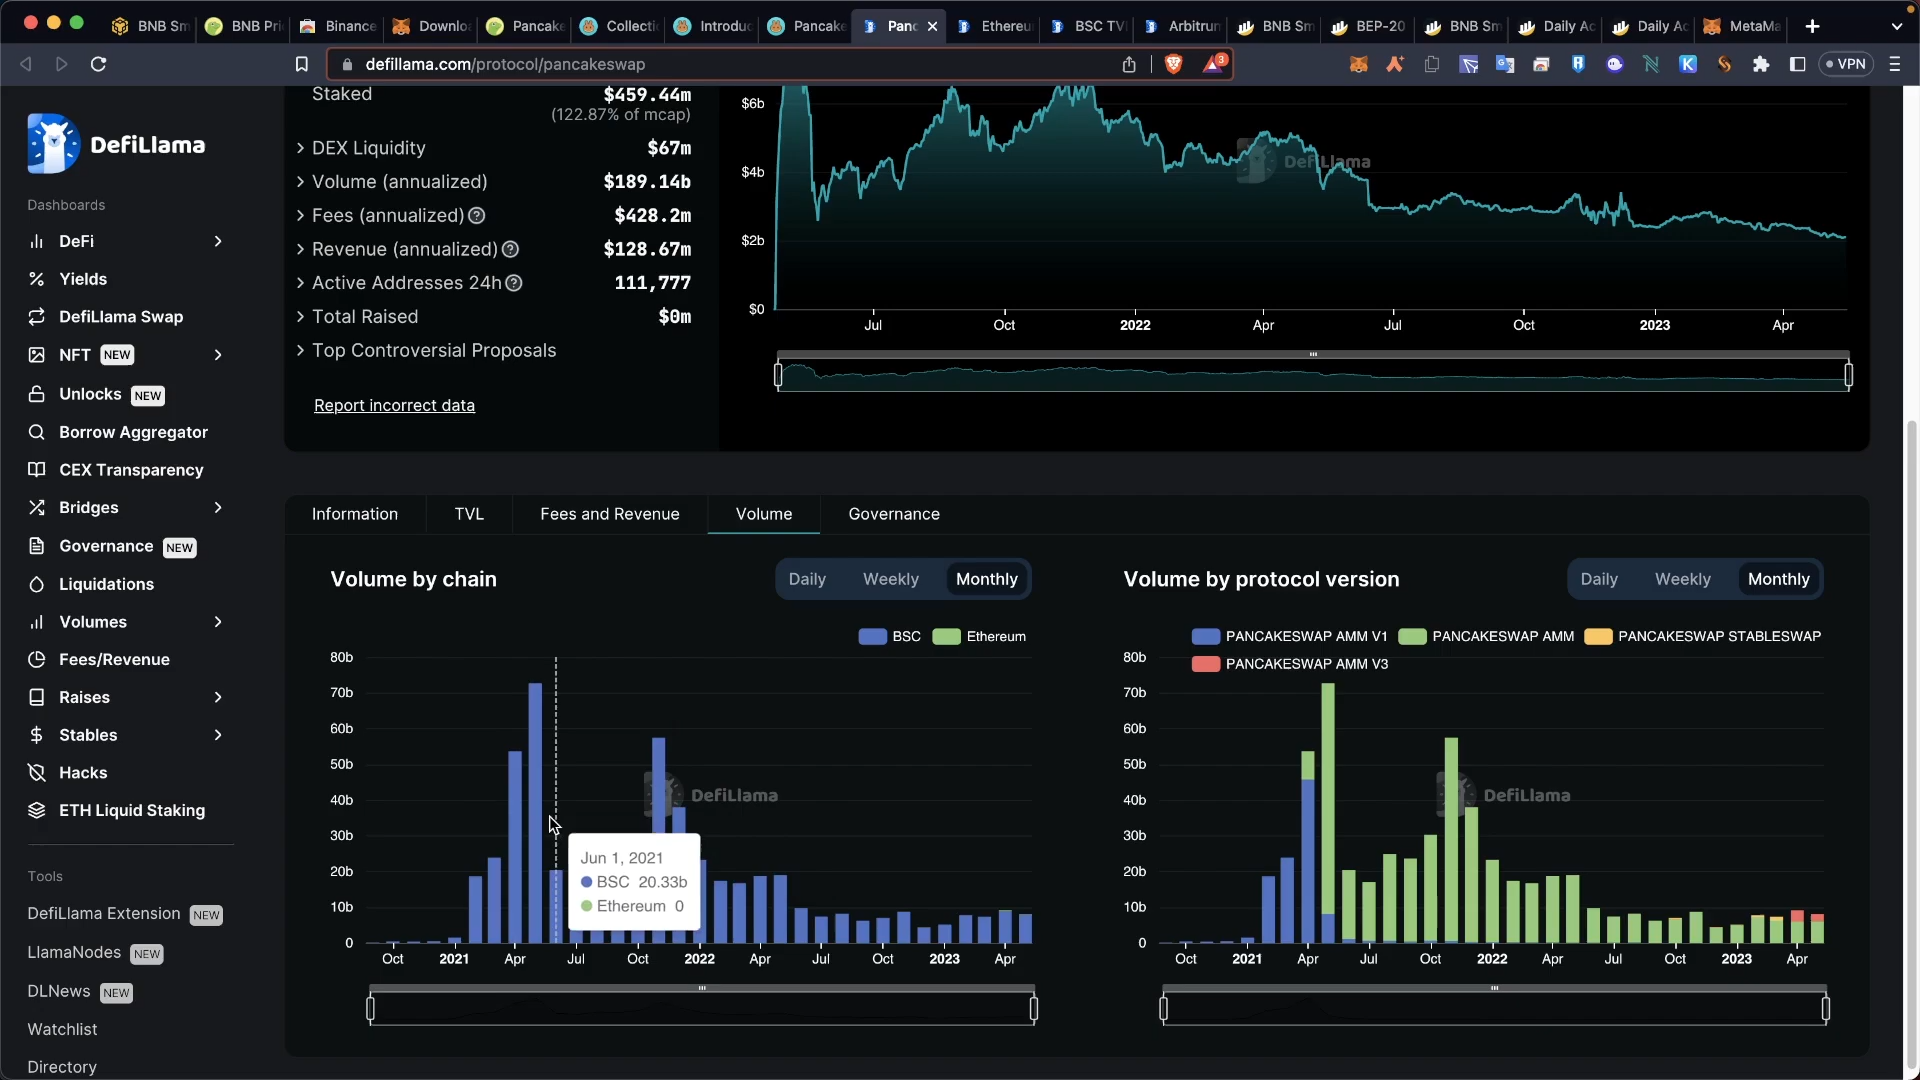 BNB Sm
BNB Pri
Binance
Downlo
Pancake
Collecti
Introduc
Pancake
Panc
Ethereu
BSC TV
Arbitrun
BNB Sm
BEP-20
BNB Sm
Daily Ac
Daily Ac
MetaMa
defillama.com/protocol/pancakeswap
3
VPN
DefiLlama
Dashboards
DeFi
Yields
DefiLlama Swap
NFT NEW
Unlocks NEW
Borrow Aggregator
CEX Transparency
Bridges
Governance NEW
Liquidations
Volumes
Fees/Revenue
Raises
Stables
Hacks
ETH Liquid Staking
Tools
DefiLlama Extension NEW
LlamaNodes NEW
DLNews NEW
Watchlist
Directory
Staked $459.44m
(122.87% of mcap)
DEX Liquidity $67m
Volume (annualized) $189.14b
Fees (annualized) $428.2m
Revenue (annualized) $128.67m
Active Addresses 24h 111,777
Total Raised $0m
Top Controversial Proposals
Report incorrect data
$6b
$4b
$2b
$0
DefiLlama
Jul Oct 2022 Apr Jul Oct 2023 Apr
Information TVL Fees and Revenue Volume Governance
Volume by chain
Daily Weekly Monthly
BSC Ethereum
80b
70b
60b
50b
40b
30b
20b
10b
0
DefiLlama
Jun 1, 2021
BSC 20.33b
Ethereum 0
Oct 2021 Apr Jul Oct 2022 Apr Jul Oct 2023 Apr
Volume by protocol version
Daily Weekly Monthly
PANCAKESWAP AMM V1 PANCAKESWAP AMM PANCAKESWAP STABLESWAP
PANCAKESWAP AMM V3
80b
70b
60b
50b
40b
30b
20b
10b
0
DefiLlama
Oct 2021 Apr Jul Oct 2022 Apr Jul Oct 2023 Apr